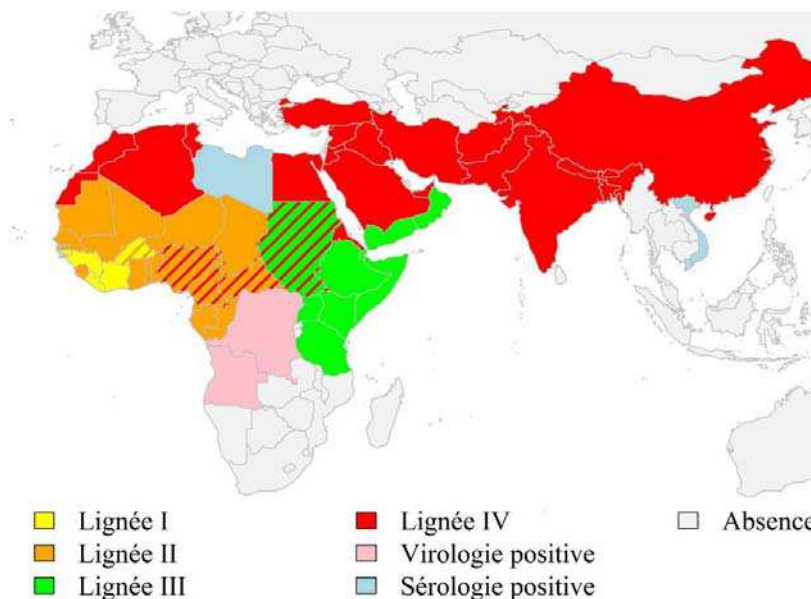 Lignée I
Lignée IV
Absence
Lignée II
Virologie positive
Lignée III
Sérologie positive